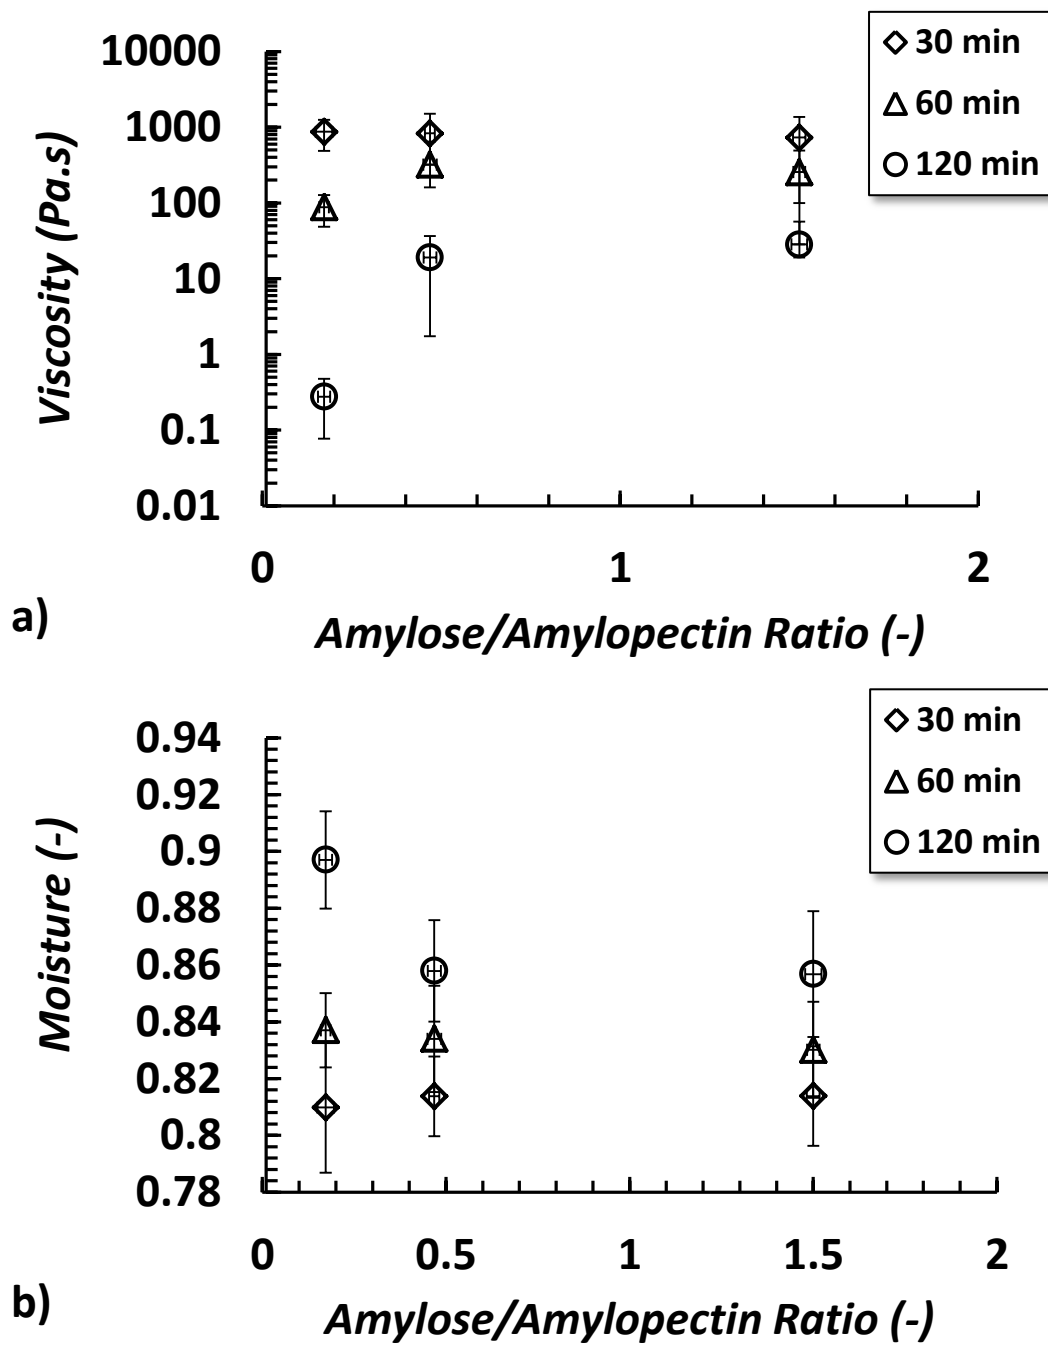 30 min
60 min
120 min
10000
1000
100
10
1
0.1
0.01
Viscosity (Pa.s)
0 1 2
a)
Amylose/Amylopectin Ratio (-)
30 min
60 min
120 min
0.94
0.92
0.9
0.88
0.86
0.84
0.82
0.8
0.78
Moisture (-)
0 0.5 1 1.5 2
b)
Amylose/Amylopectin Ratio (-)